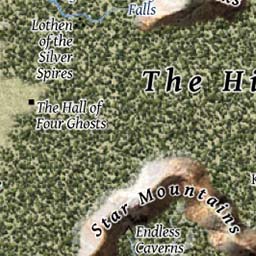 Falls
Lothen
of the
Silver
Spires
The Hi
The Hall of
Four Ghosts
Star Mountains
Endless
Caverns